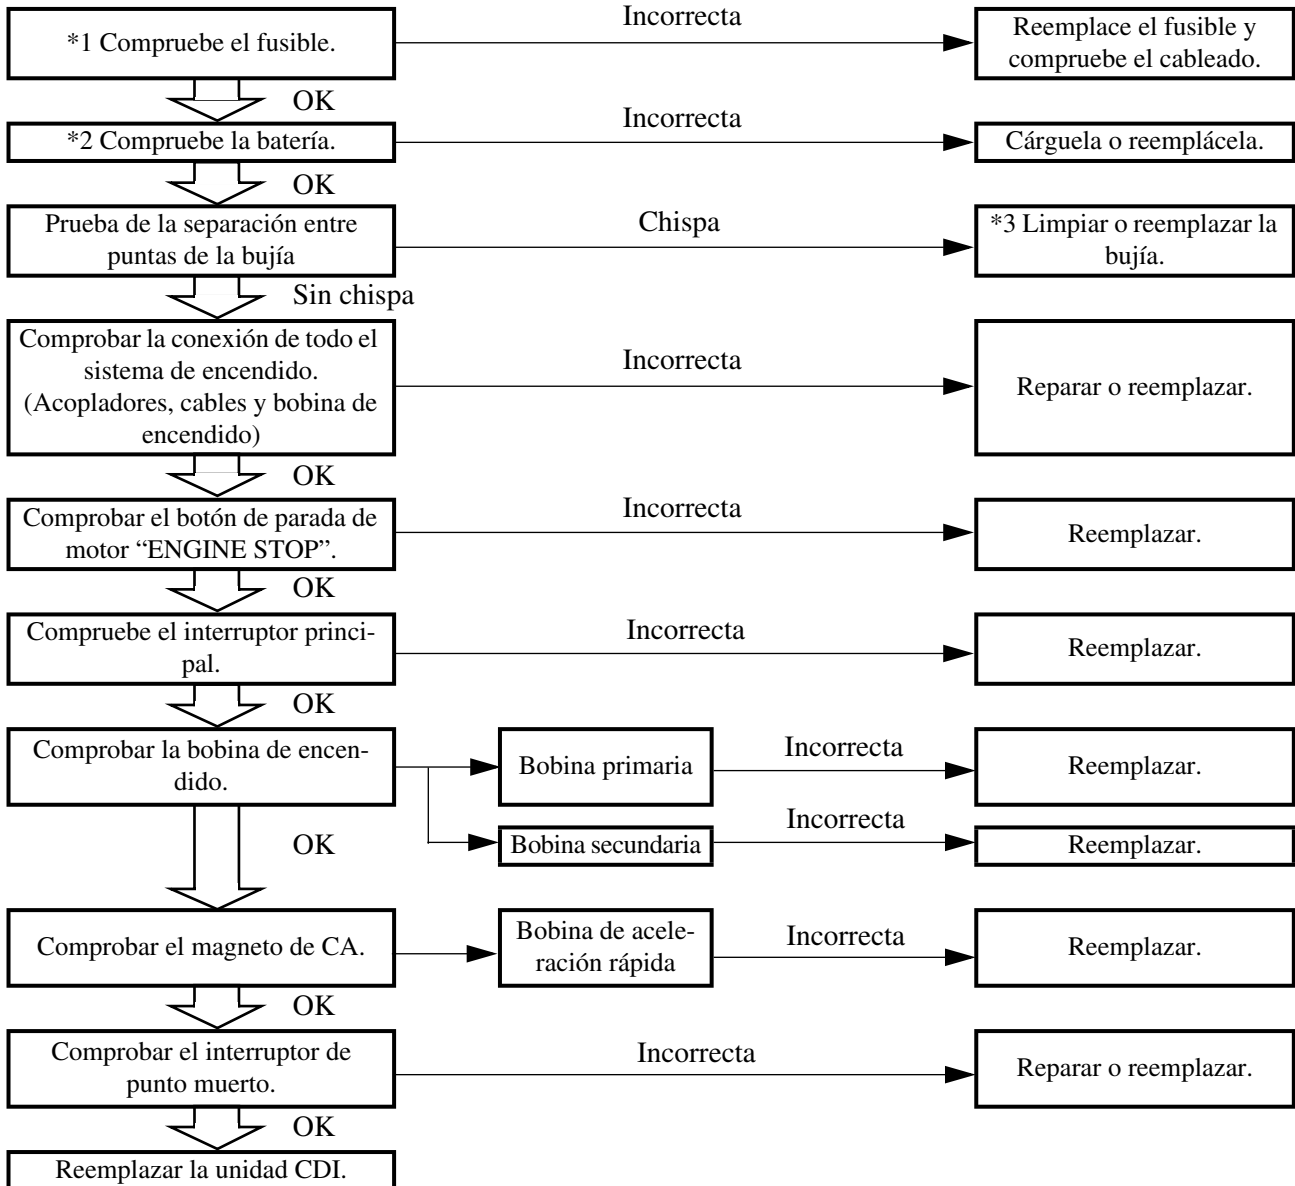 *1 Compruebe el fusible.
Incorrecta
Reemplace el fusible y
compruebe el cableado.
OK
*2 Compruebe la batería.
Incorrecta
Cárguela o reemplácela.
OK
Prueba de la separación entre
puntas de la bujía
Chispa
*3 Limpiar o reemplazar la
bujía.
Sin chispa
Comprobar la conexión de todo el
sistema de encendido.
(Acopladores, cables y bobina de
encendido)
Incorrecta
Reparar o reemplazar.
OK
Comprobar el botón de parada de
motor “ENGINE STOP”.
Incorrecta
Reemplazar.
OK
Compruebe el interruptor princi-
pal.
Incorrecta
Reemplazar.
OK
Comprobar la bobina de encen-
dido.
Bobina primaria
Incorrecta
Reemplazar.
Bobina secundaria
Incorrecta
Reemplazar.
OK
Comprobar el magneto de CA.
Bobina de acele-
ración rápida
Incorrecta
Reemplazar.
OK
Comprobar el interruptor de
punto muerto.
Incorrecta
Reparar o reemplazar.
OK
Reemplazar la unidad CDI.